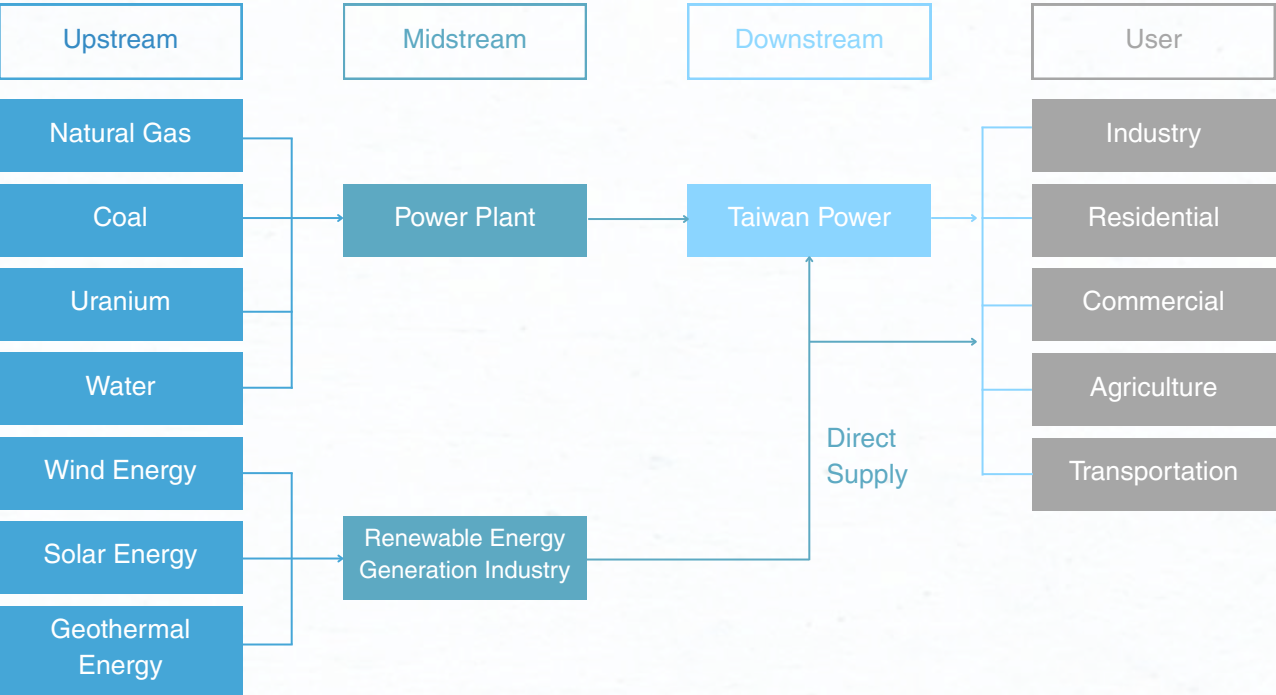 Upstream
Midstream
Downstream
User
Natural Gas
Coal
Uranium
Water
Wind Energy
Solar Energy
Geothermal
Energy
Power Plant
Renewable Energy
Generation Industry
Taiwan Power
Direct
Supply
Industry
Residential
Commercial
Agriculture
Transportation